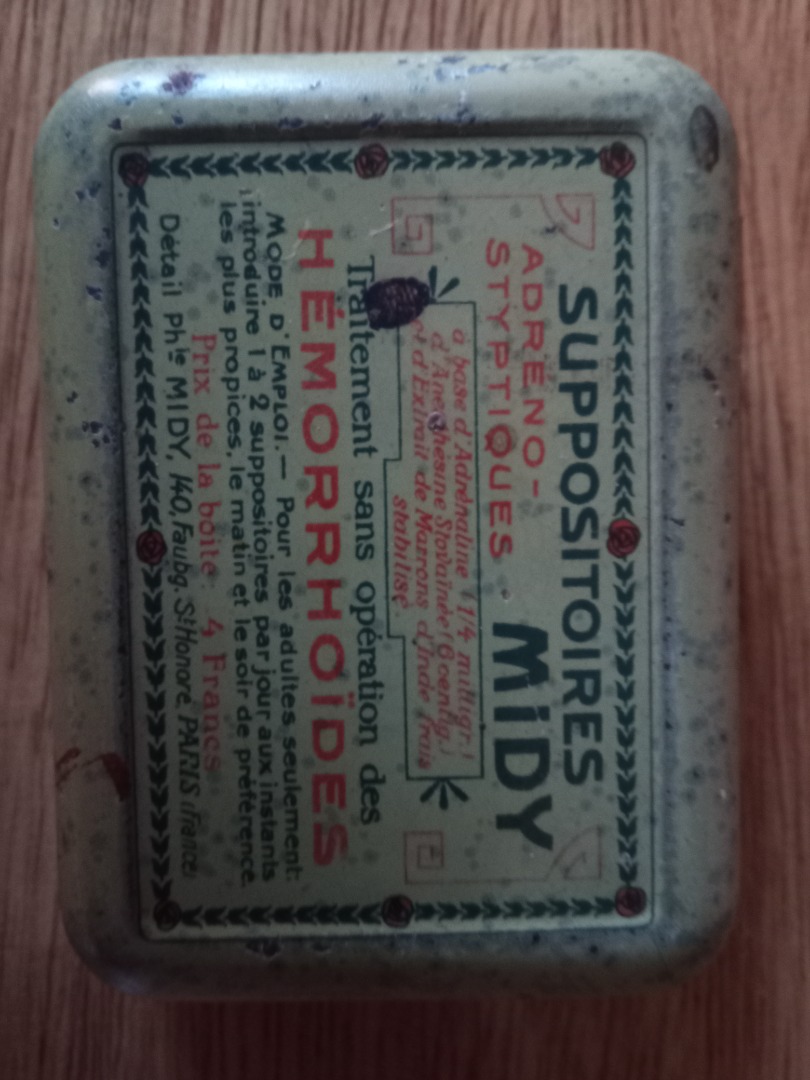 SUPPOSITOIRES
ADRÉNO-
STYPTIQUES
MiDY
à base d'Adrénaline (1/4 milligr.)
d'Anesthésine Stovaïnée (6 centig.)
et d'Extrait de Marrons d'Inde frais
stabilisé.
Traitement sans opération des
HÉMORRHOÏDES
MODE D'EMPLOI.— Pour les adultes seulement:
introduire 1 à 2 suppositoires par jour aux instants
les plus propices, le matin et le soir de préférence.
Prix de la boîte: 4 Francs
Détail Phie MIDY, 140, Faubg. St Honoré, PARIS (France)